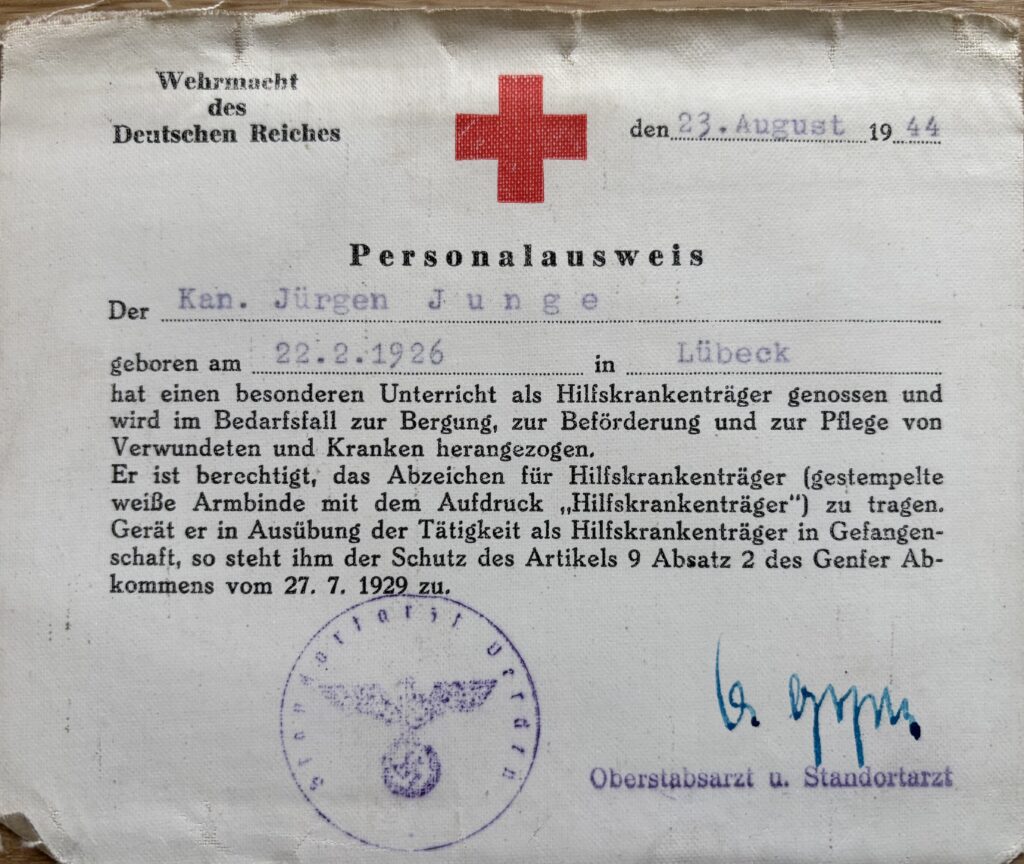 Wehrmacht
des
Deutschen Reiches
den 23. August 1944
Personalausweis
Der Kan. Jürgen Junge
geboren am 22.2.1926 in Lübeck
hat einen besonderen Unterricht als Hilfskrankenträger genossen und
wird im Bedarfsfall zur Bergung, zur Beförderung und zur Pflege von
Verwundeten und Kranken herangezogen.
Er ist berechtigt, das Abzeichen für Hilfskrankenträger (gestempelte
weiße Armbinde mit dem Aufdruck „Hilfskrankenträger") zu tragen.
Gerät er in Ausübung der Tätigkeit als Hilfskrankenträger in Gefangen-
schaft, so steht ihm der Schutz des Artikels 9 Absatz 2 des Genfer Ab-
kommens vom 27. 7. 1929 zu.
Standortarzt
Oberstabsarzt u. Standortarzt